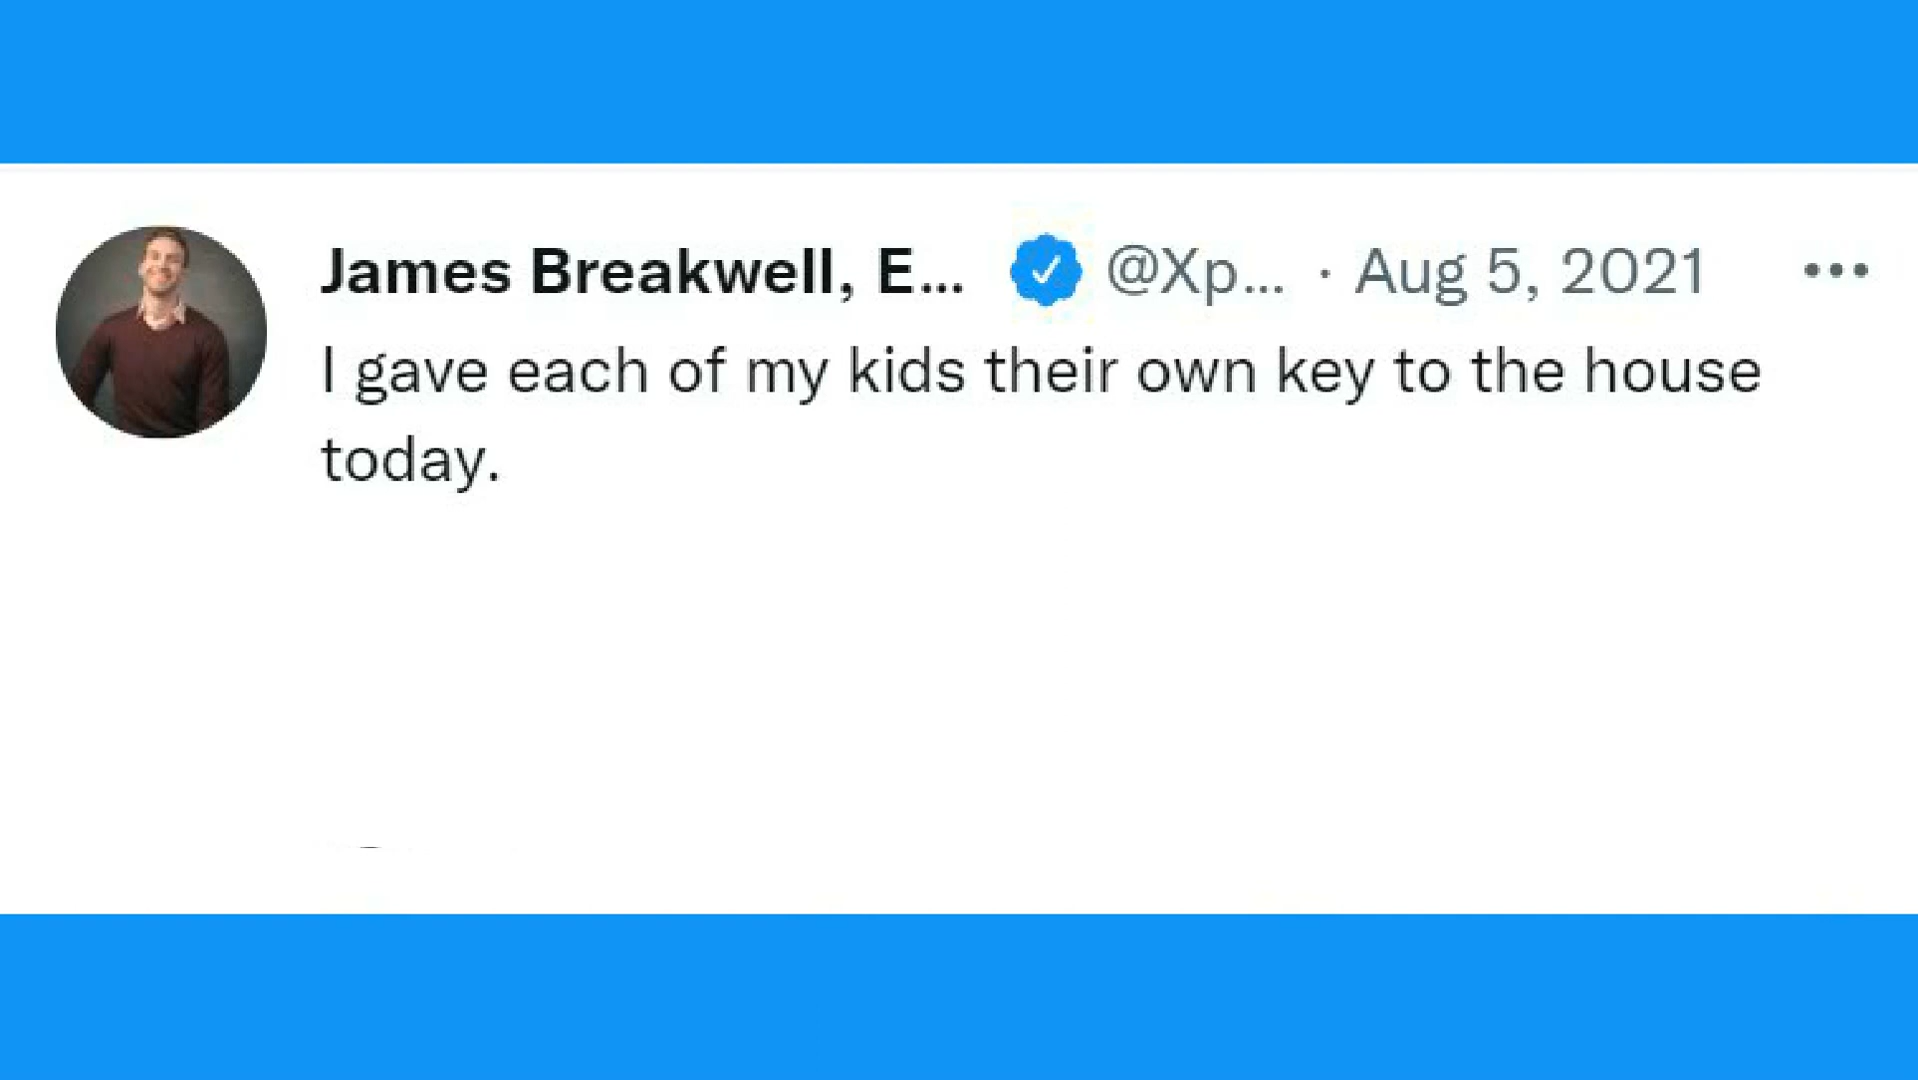 James Breakwell, E... @Xp... · Aug 5, 2021
I gave each of my kids their own key to the house
today.